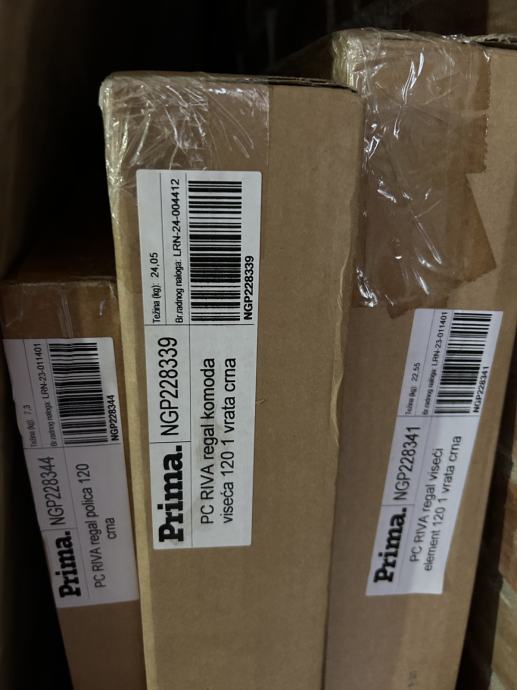 Prima. NGP228344
Težina (kg): 7,3
Br.radnog naloga: LRN-23-011401
NGP228344
PC RIVA regal polica 120
crna
Prima. NGP228339
Težina (kg): 24,05
Br.radnog naloga: LRN-24-004412
NGP228339
PC RIVA regal komoda
viseća 120 1 vrata crna
Prima. NGP228341
Težina (kg): 22,55
Br.radnog naloga: LRN-23-011401
NGP228341
PC RIVA regal viseći
element 120 1 vrata crna